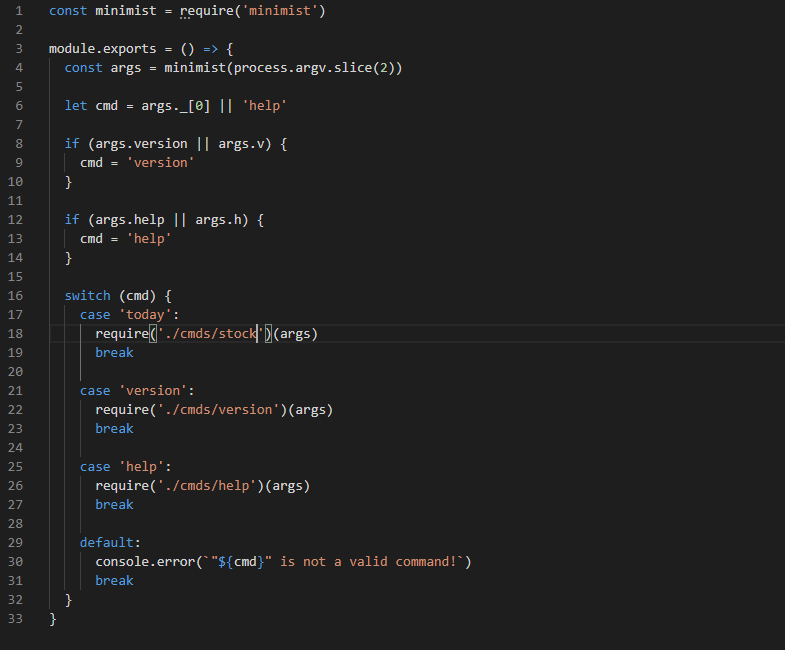 1 const minimist = require('minimist')
2
3 module.exports = () => {
4 const args = minimist(process.argv.slice(2))
5
6 let cmd = args._[0] || 'help'
7
8 if (args.version || args.v) {
9 cmd = 'version'
10 }
11
12 if (args.help || args.h) {
13 cmd = 'help'
14 }
15
16 switch (cmd) {
17 case 'today':
18 require('./cmds/stock')(args)
19 break
20
21 case 'version':
22 require('./cmds/version')(args)
23 break
24
25 case 'help':
26 require('./cmds/help')(args)
27 break
28
29 default:
30 console.error(`"${cmd}" is not a valid command!`)
31 break
32 }
33 }